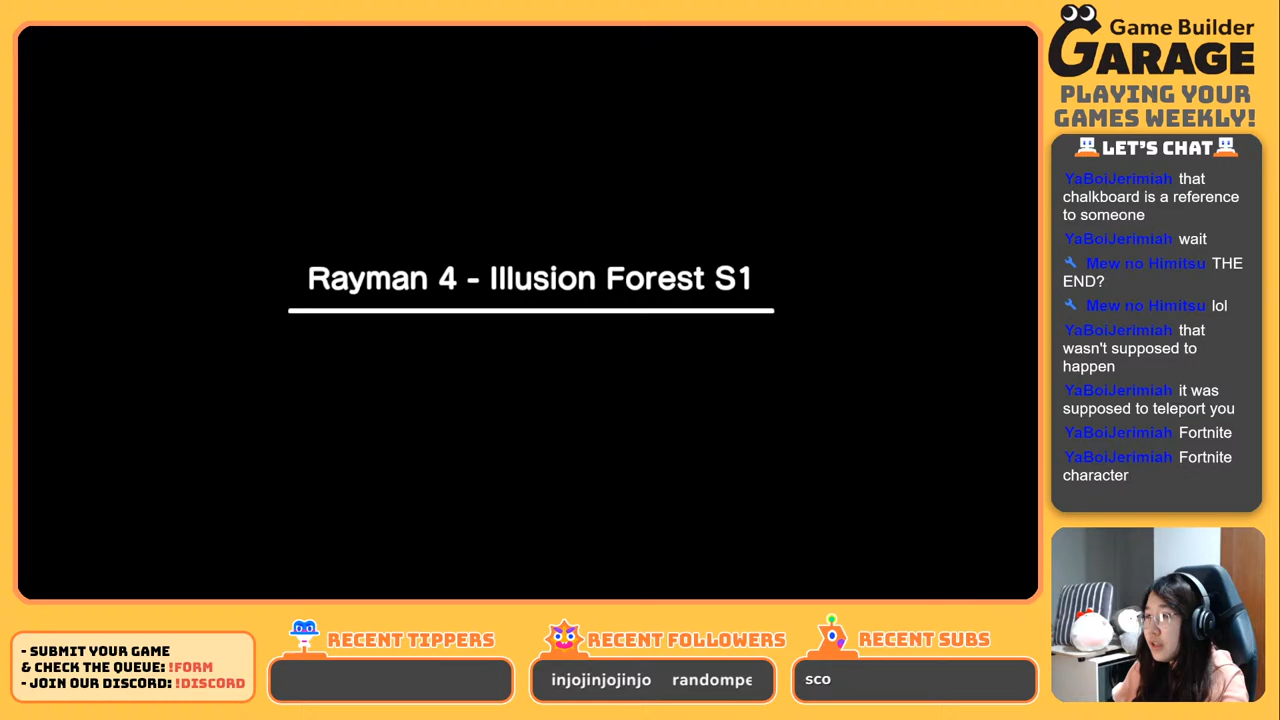 Rayman 4 - Illusion Forest S1
Game Builder
GARAGE
PLAYING YOUR
GAMES WEEKLY!
LET'S CHAT
YaBoiJerimiah that
chalkboard is a reference
to someone
YaBoiJerimiah wait
Mew no Himitsu THE
END?
Mew no Himitsu lol
YaBoiJerimiah that
wasn't supposed to
happen
YaBoiJerimiah it was
supposed to teleport you
YaBoiJerimiah Fortnite
YaBoiJerimiah Fortnite
character
- SUBMIT YOUR GAME
& CHECK THE QUEUE: !FORM
- JOIN OUR DISCORD: !DISCORD
RECENT TIPPERS
RECENT FOLLOWERS
injojinjojinjo randompe
RECENT SUBS
sco